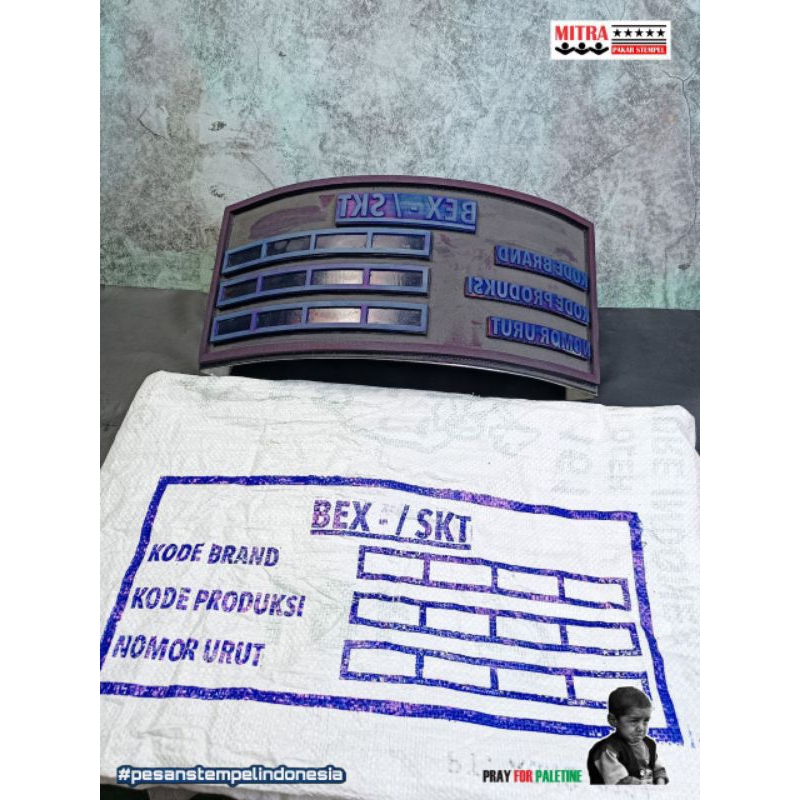 MITRA
PAKAR STEMPEL
BEX - / SKT
KODE BRAND
KODE PRODUKSI
NOMOR URUT
BEX - / SKT
KODE BRAND
KODE PRODUKSI
NOMOR URUT
#pesanstempelindonesia
PRAY FOR PALETINE